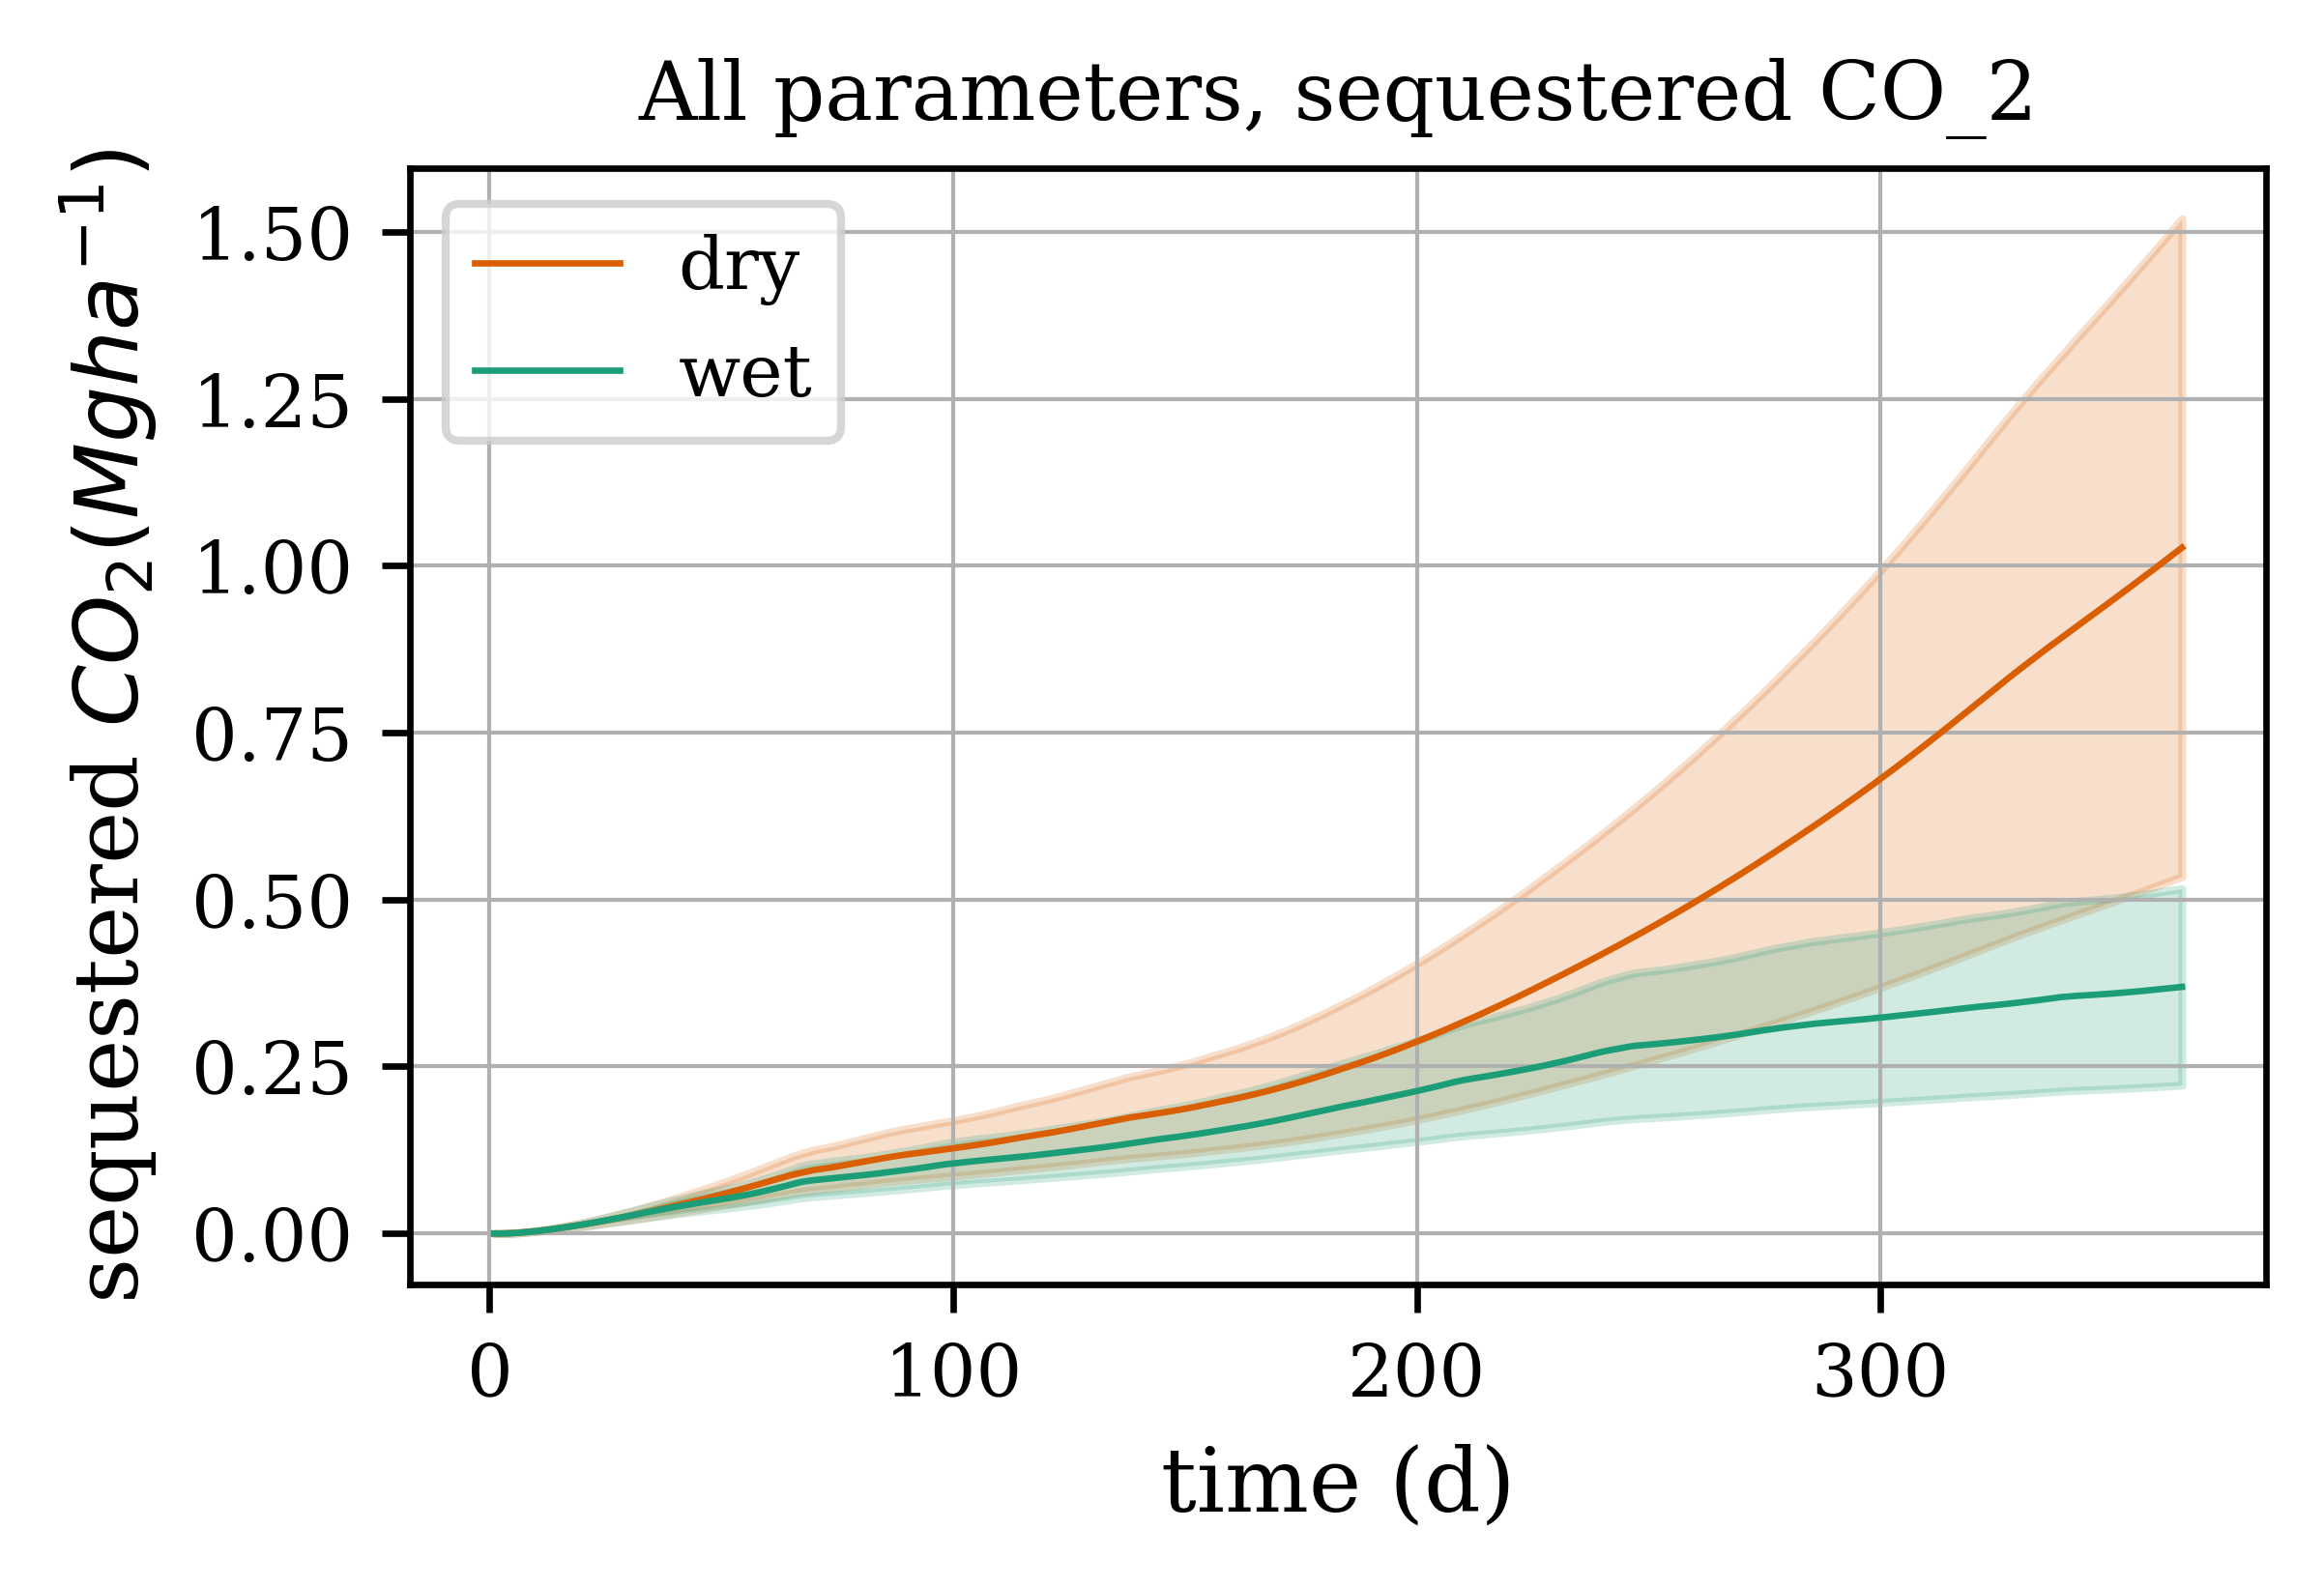 All parameters, sequestered CO_2
sequestered CO₂(Mgha⁻¹)
1.50
1.25
1.00
0.75
0.50
0.25
0.00
dry
wet
0 100 200 300
time (d)